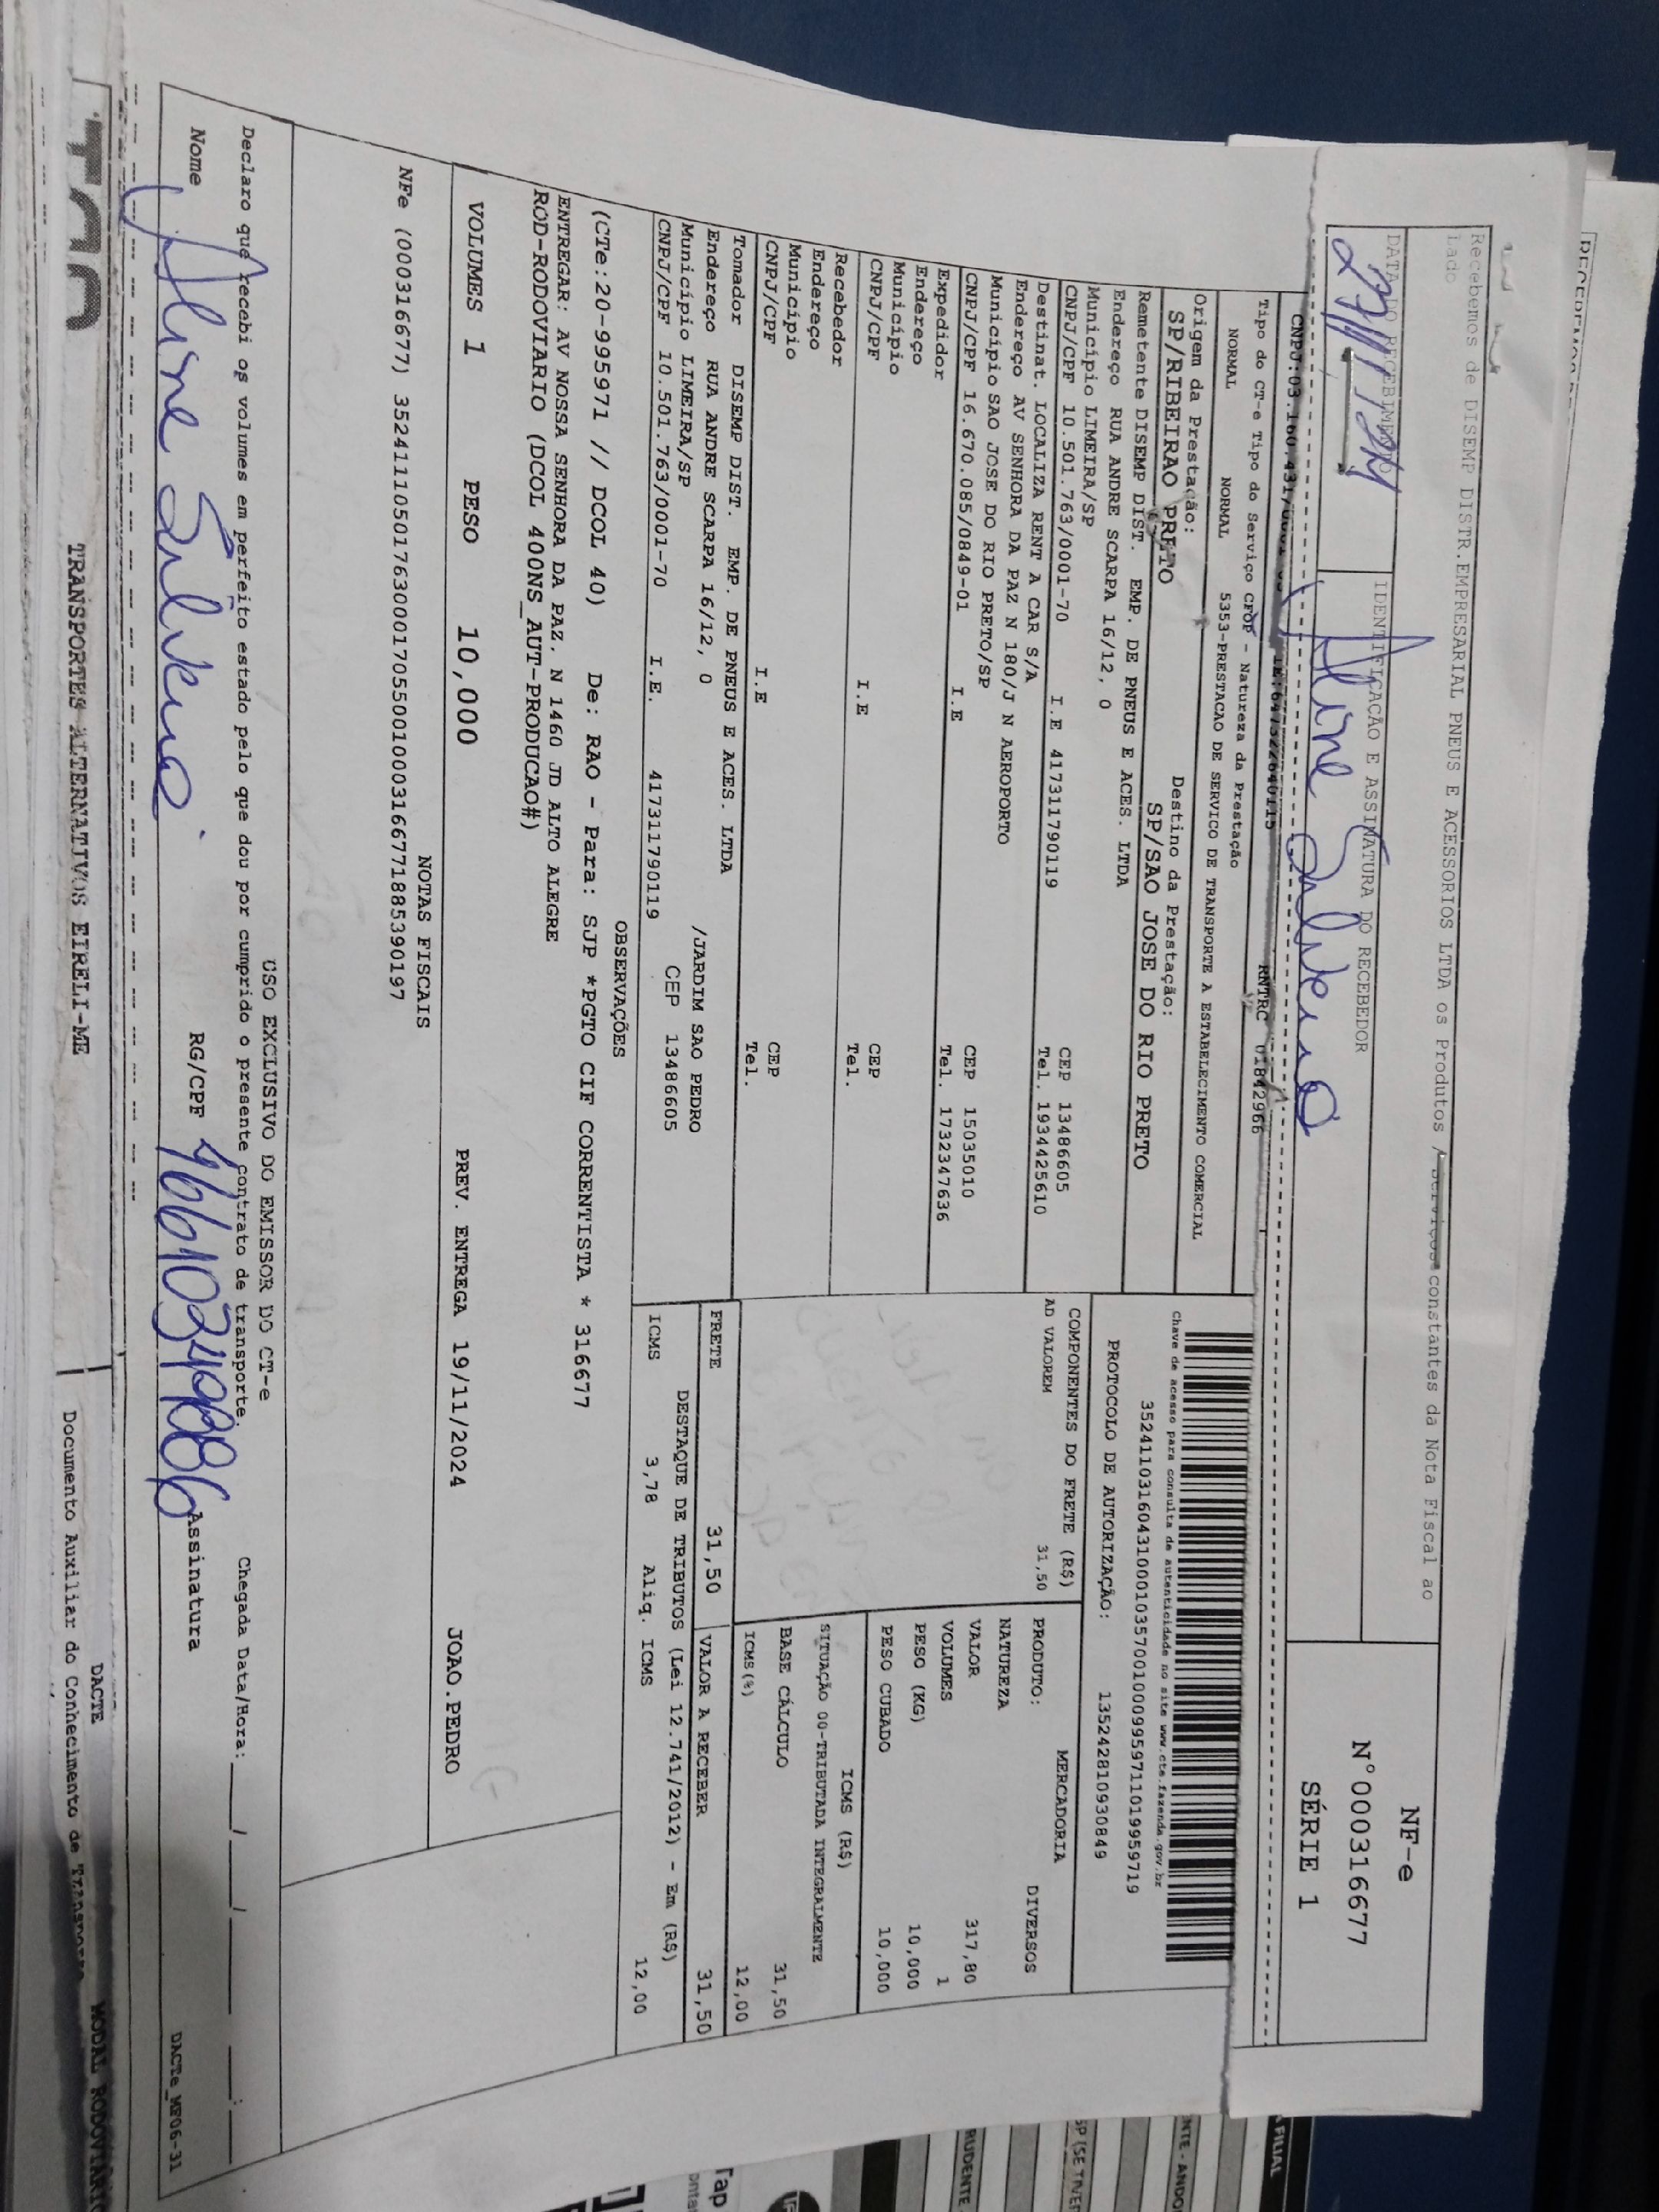 Recebemos de DISEMP DISTR.EMPRESARIAL PNEUS E ACESSORIOS LTDA os Produtos / Serviços constantes da Nota Fiscal ao
Lado
DATA DO RECEBIMENTO
IDENTIFICAÇÃO E ASSINATURA DO RECEBEDOR
Aline Silveira
NF-e
N°000316677
SÉRIE 1
RNTRC 01842966
Tipo do CT-e Tipo do Serviço CFOP - Natureza da Prestação
NORMAL NORMAL 5353-PRESTACAO DE SERVICO DE TRANSPORTE A ESTABELECIMENTO COMERCIAL
Origem da Prestação: Destino da Prestação:
SP/RIBEIRAO PRETO SP/SAO JOSE DO RIO PRETO
Remetente DISEMP DIST. EMP. DE PNEUS E ACES. LTDA
Endereço RUA ANDRE SCARPA 16/12, 0
Município LIMEIRA/SP CEP 13486605
CNPJ/CPF 10.501.763/0001-70 I.E 417311790119 Tel. 1934425610
Destinat. LOCALIZA RENT A CAR S/A
Endereço AV SENHORA DA PAZ N 180/J N AEROPORTO
Município SAO JOSE DO RIO PRETO/SP CEP 15035010
CNPJ/CPF 16.670.085/0849-01 I.E Tel. 1732347636
Expedidor
Endereço
Município CEP
CNPJ/CPF I.E Tel.
Recebedor
Endereço
Município CEP
CNPJ/CPF I.E Tel.
Tomador DISEMP DIST. EMP. DE PNEUS E ACES. LTDA
Endereço RUA ANDRE SCARPA 16/12, 0 /JARDIM SAO PEDRO
Município LIMEIRA/SP CEP 13486605
CNPJ/CPF 10.501.763/0001-70 I.E. 417311790119
chave de acesso para consulta de autenticidade no site www.cte.fazenda.gov.br
35241103160431000103570010009959711019959719
PROTOCOLO DE AUTORIZAÇÃO: 135242810930849
COMPONENTES DO FRETE (R$)
AD VALOREM 31,50
MERCADORIA
PRODUTO: DIVERSOS
NATUREZA
VALOR 317,80
VOLUMES 1
PESO (KG) 10,000
PESO CUBADO 10,000
ICMS (R$)
SITUAÇÃO 00-TRIBUTADA INTEGRALMENTE
BASE CÁLCULO 31,50
ICMS(%) 12,00
FRETE 31,50 VALOR A RECEBER 31,50
DESTAQUE DE TRIBUTOS (Lei 12.741/2012) - Em (R$)
ICMS 3,78 Aliq. ICMS 12,00
OBSERVAÇÕES
(CTe:20-995971 // DCOL 40) De: RAO - Para: SJP *PGTO CIF CORRENTISTA * 316677
ENTREGAR: AV NOSSA SENHORA DA PAZ. N 1460 JD ALTO ALEGRE
ROD-RODOVIARIO (DCOL 40ONS_AUT-PRODUCAO#)
VOLUMES 1 PESO 10,000 PREV. ENTREGA 19/11/2024 JOAO.PEDRO
NOTAS FISCAIS
NFe (000316677) 35241110501763000170550010003166771885390197
USO EXCLUSIVO DO EMISSOR DO CT-e
Declaro que recebi os volumes em perfeito estado pelo que dou por cumprido o presente contrato de transporte. Chegada Data/Hora: / / :
Nome Aline Silveira RG/CPF Assinatura
DACTe_MF06-31
TRANSPORTES ALTERNATIVOS EIRELI-ME
DACTE
Documento Auxiliar do Conhecimento de Transporte
MODAL RODOVIÁRIO